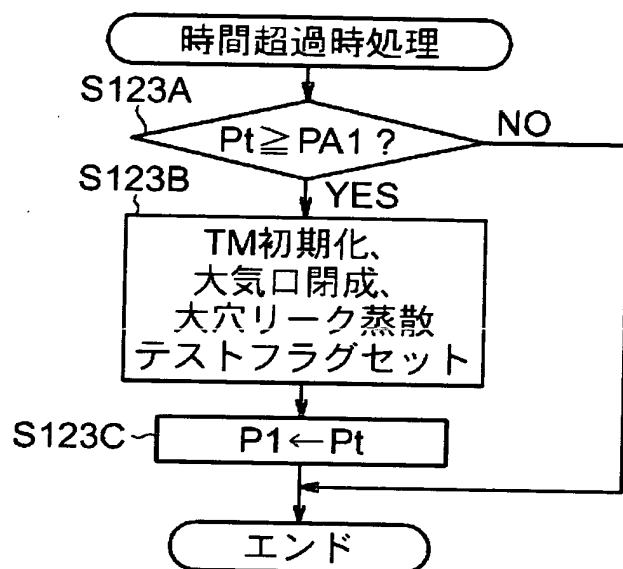 時間超過時処理
S123A
Pt≧PA1?
NO
S123B
YES
TM初期化、
大気口閉成、
大穴リーク蒸散
テストフラグセット
S123C
P1←Pt
エンド